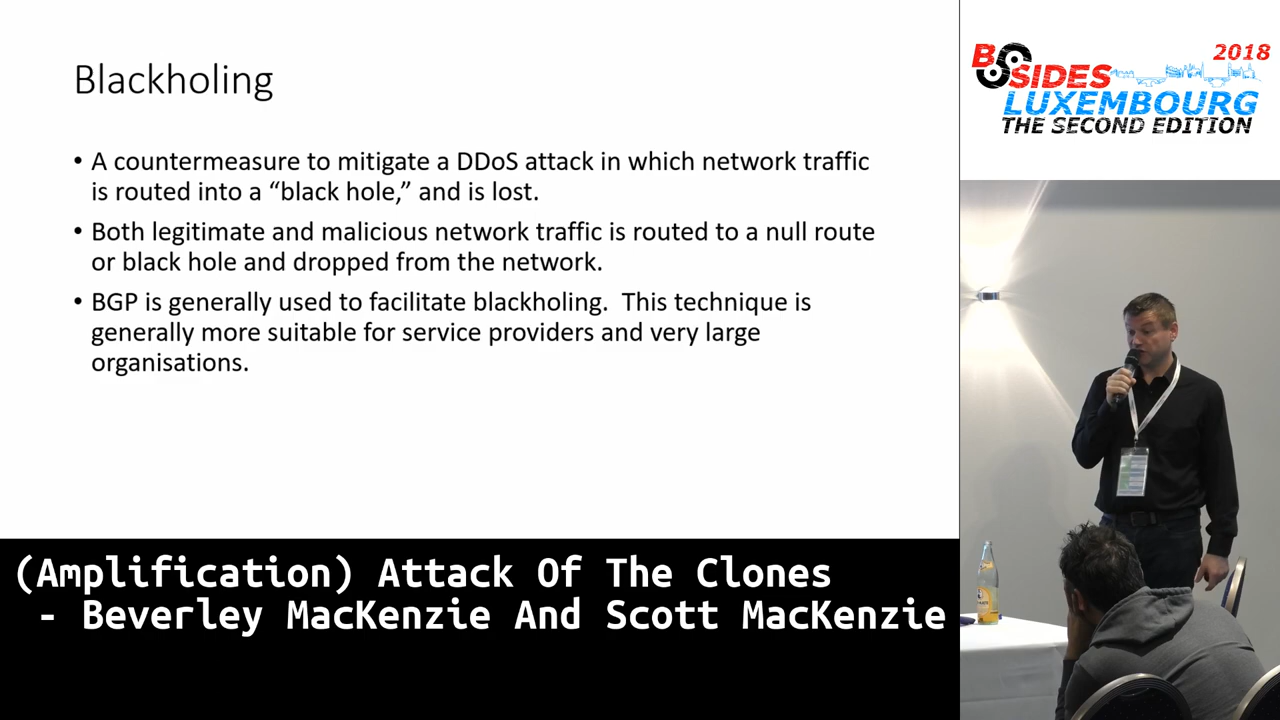 Blackholing
• A countermeasure to mitigate a DDoS attack in which network traffic
is routed into a “black hole,” and is lost.
• Both legitimate and malicious network traffic is routed to a null route
or black hole and dropped from the network.
• BGP is generally used to facilitate blackholing.  This technique is
generally more suitable for service providers and very large
organisations.
2018
BSIDES
LUXEMBOURG
THE SECOND EDITION
(Amplification) Attack Of The Clones
- Beverley MacKenzie And Scott MacKenzie